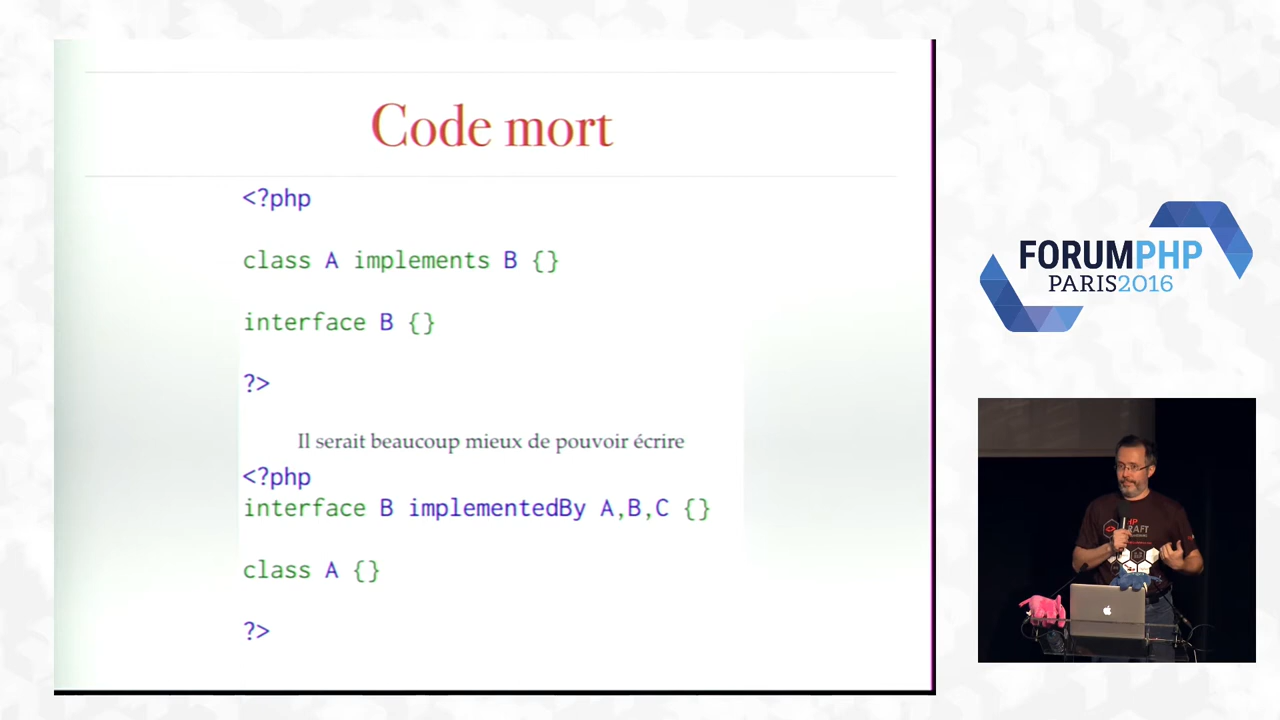 Code mort
<?php
class A implements B {}
interface B {}
?>
Il serait beaucoup mieux de pouvoir écrire
<?php
interface B implementedBy A,B,C {}
class A {}
?>
FORUMPHP
PARIS2016